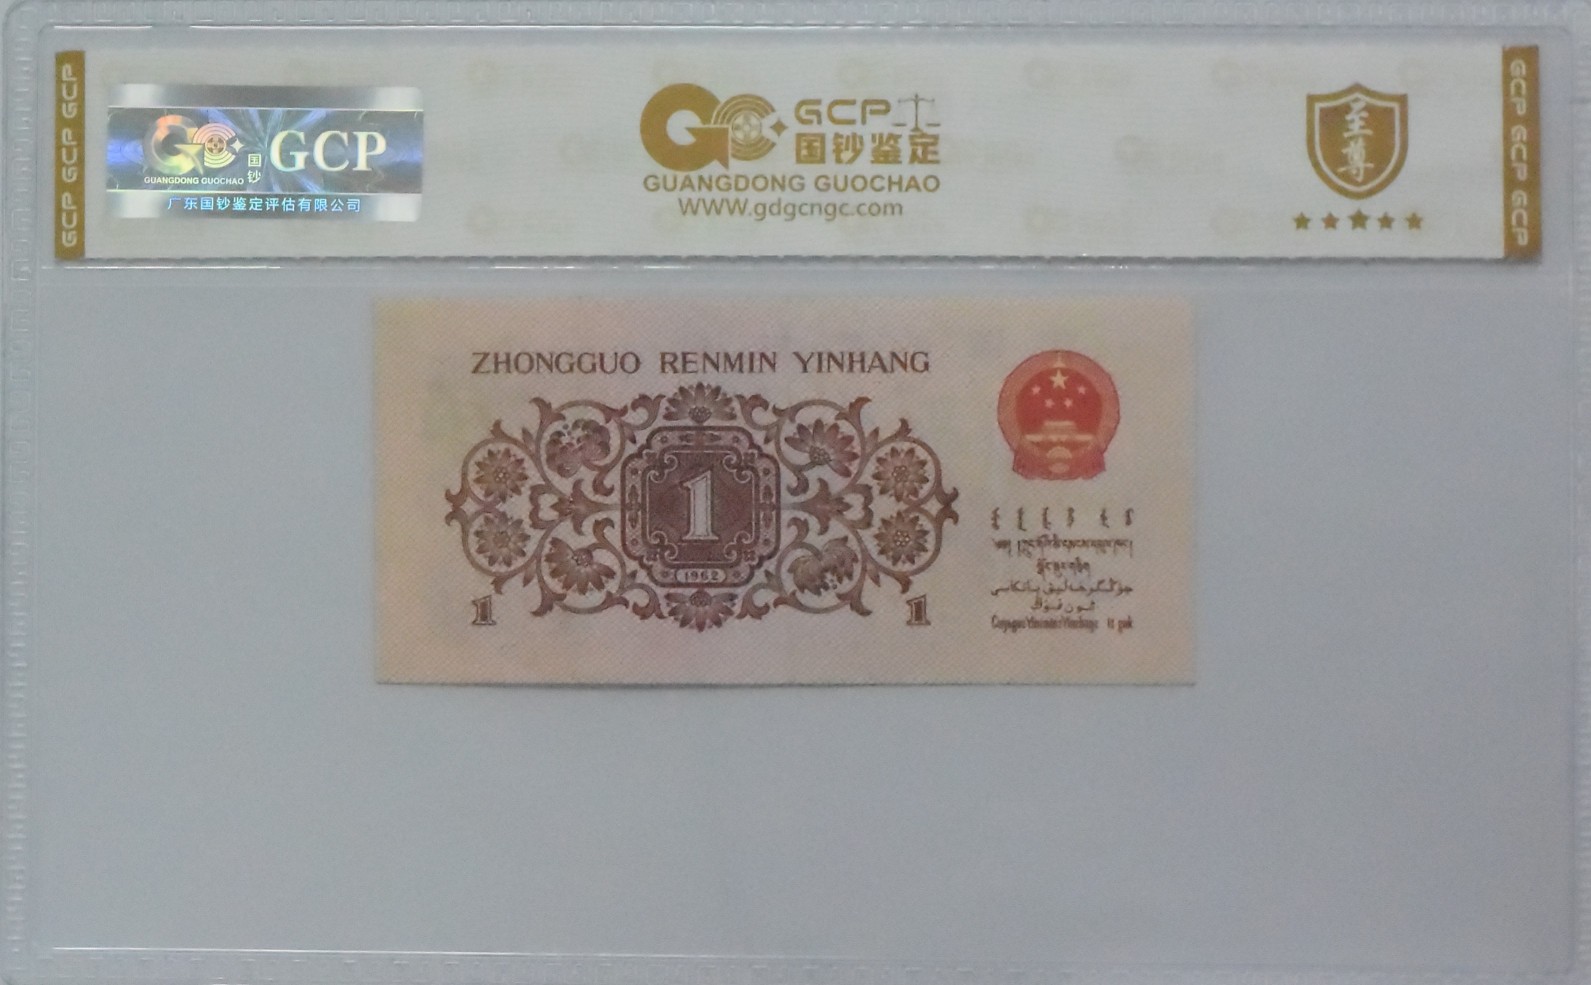 GCP GCP GCP
国钞
GCP
GUANGDONG GUOCHAO
广东国钞鉴定评估有限公司
GCP
国钞鉴定
GUANGDONG GUOCHAO
WWW.gdgcngc.com
至尊
GCP GCP GCP
ZHONGGUO RENMIN YINHANG
1
(1962)
1
1